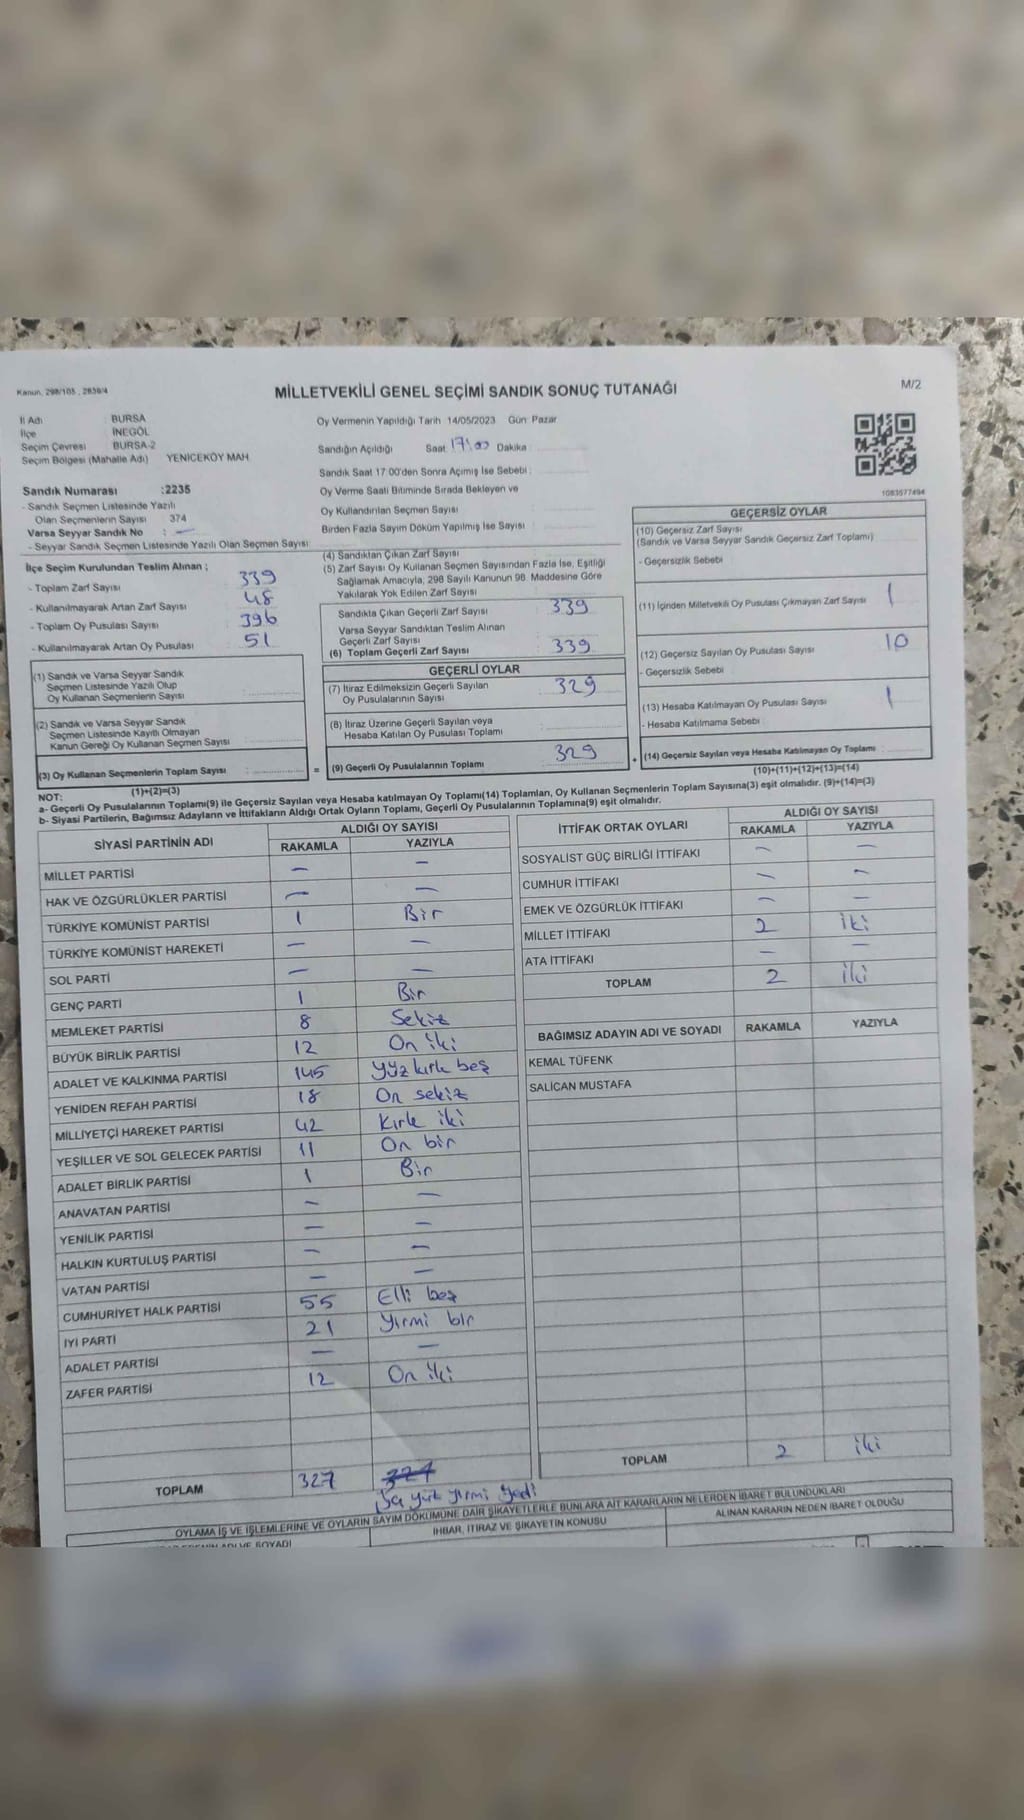 Kanun, 298/105 , 2839/4
MİLLETVEKİLİ GENEL SEÇİMİ SANDIK SONUÇ TUTANAĞI
M/2
İl Adı : BURSA
İlçe : İNEGÖL
Seçim Çevresi : BURSA-2
Seçim Bölgesi (Mahalle Adı) YENICEKÖY MAH
Sandık Numarası :2235
- Sandık Seçmen Listesinde Yazılı
Olan Seçmenlerin Sayısı : 374
Varsa Seyyar Sandık No : —
- Seyyar Sandık Seçmen Listesinde Yazılı Olan Seçmen Sayısı
Oy Vermenin Yapıldığı Tarih 14/05/2023 Gün: Pazar
Sandığın Açıldığı Saat 17:00 Dakika
Sandık Saat 17:00'den Sonra Açımış İse Sebebi :
Oy Verme Saati Bitiminde Sırada Bekleyen ve
Oy Kullandırılan Seçmen Sayısı
Birden Fazla Sayım Döküm Yapılmış İse Sayısı
1083577494
İlçe Seçim Kurulundan Teslim Alınan ;
- Toplam Zarf Sayısı : 339
- Kullanılmayarak Artan Zarf Sayısı : 48
- Toplam Oy Pusulası Sayısı : 396
- Kullanılmayarak Artan Oy Pusulası : 51
(1) Sandık ve Varsa Seyyar Sandık
Seçmen Listesinde Yazılı Olup
Oy Kullanan Seçmenlerin Sayısı
(2) Sandık ve Varsa Seyyar Sandık
Seçmen Listesinde Kayıtlı Olmayan
Kanun Gereği Oy Kullanan Seçmen Sayısı
(3) Oy Kullanan Seçmenlerin Toplam Sayısı :
(1)+(2)=(3)
=
(4) Sandıktan Çıkan Zarf Sayısı
(5) Zarf Sayısı Oy Kullanan Seçmen Sayısından Fazla İse, Eşitliği
Sağlamak Amacıyla, 298 Sayılı Kanunun 98. Maddesine Göre
Yakılarak Yok Edilen Zarf Sayısı
Sandıkta Çıkan Geçerli Zarf Sayısı : 339
Varsa Seyyar Sandıktan Teslim Alınan
Geçerli Zarf Sayısı
(6) Toplam Geçerli Zarf Sayısı : 339
GEÇERLİ OYLAR
(7) İtiraz Edilmeksizin Geçerli Sayılan
Oy Pusulalarının Sayısı : 329
(8) İtiraz Üzerine Geçerli Sayılan veya
Hesaba Katılan Oy Pusulası Toplamı
(9) Geçerli Oy Pusulalarının Toplamı : 329
+
GEÇERSİZ OYLAR
(10) Geçersiz Zarf Sayısı
(Sandık ve Varsa Seyyar Sandık Geçersiz Zarf Toplamı)
- Geçersizlik Sebebi :
(11) İçinden Milletvekili Oy Pusulası Çıkmayan Zarf Sayısı : 1
(12) Geçersiz Sayılan Oy Pusulası Sayısı : 10
- Geçersizlik Sebebi :
(13) Hesaba Katılmayan Oy Pusulası Sayısı : 1
- Hesaba Katılmama Sebebi :
(14) Geçersiz Sayılan veya Hesaba Katılmayan Oy Toplamı :
(10)+(11)+(12)+(13)=(14)
NOT:
a- Geçerli Oy Pusulalarının Toplamı(9) ile Geçersiz Sayılan veya Hesaba katılmayan Oy Toplamı(14) Toplamları, Oy Kullanan Seçmenlerin Toplam Sayısına(3) eşit olmalıdır. (9)+(14)=(3)
b- Siyasi Partilerin, Bağımsız Adayların ve İttifakların Aldığı Ortak Oyların Toplamı, Geçerli Oy Pusulalarının Toplamına(9) eşit olmalıdır.
SİYASİ PARTİNİN ADI
ALDIĞI OY SAYISI
RAKAMLA YAZIYLA
MİLLET PARTİSİ — —
HAK VE ÖZGÜRLÜKLER PARTİSİ — —
TÜRKİYE KOMÜNİST PARTİSİ 1 Bir
TÜRKİYE KOMÜNİST HAREKETİ — —
SOL PARTİ — —
GENÇ PARTİ 1 Bir
MEMLEKET PARTİSİ 8 Sekiz
BÜYÜK BİRLİK PARTİSİ 12 On iki
ADALET VE KALKINMA PARTİSİ 145 Yüz kırk beş
YENİDEN REFAH PARTİSİ 18 On sekiz
MİLLİYETÇİ HAREKET PARTİSİ 42 Kırk iki
YEŞİLLER VE SOL GELECEK PARTİSİ 11 On bir
ADALET BİRLİK PARTİSİ 1 Bir
ANAVATAN PARTİSİ — —
YENİLİK PARTİSİ — —
HALKIN KURTULUŞ PARTİSİ — —
VATAN PARTİSİ — —
CUMHURİYET HALK PARTİSİ 55 Elli beş
İYİ PARTİ 21 Yirmi bir
ADALET PARTİSİ — —
ZAFER PARTİSİ 12 On iki
TOPLAM 327 327
üç yüz yirmi yedi
İTTİFAK ORTAK OYLARI
ALDIĞI OY SAYISI
RAKAMLA YAZIYLA
SOSYALİST GÜÇ BİRLİĞİ İTTİFAKI — —
CUMHUR İTTİFAKI — —
EMEK VE ÖZGÜRLÜK İTTİFAKI — —
MİLLET İTTİFAKI 2 iki
ATA İTTİFAKI — —
TOPLAM 2 iki
BAĞIMSIZ ADAYIN ADI VE SOYADI RAKAMLA YAZIYLA
KEMAL TÜFENK
SALİCAN MUSTAFA
TOPLAM 2 iki
OYLAMA İŞ VE İŞLEMLERİNE VE OYLARIN SAYIM DÖKÜMÜNE DAİR ŞİKAYETLERLE BUNLARA AİT KARARLARIN NELERDEN İBARET BULUNDUKLARI
İHBAR, İTİRAZ VE ŞİKAYETİN KONUSU
ALINAN KARARIN NEDEN İBARET OLDUĞU